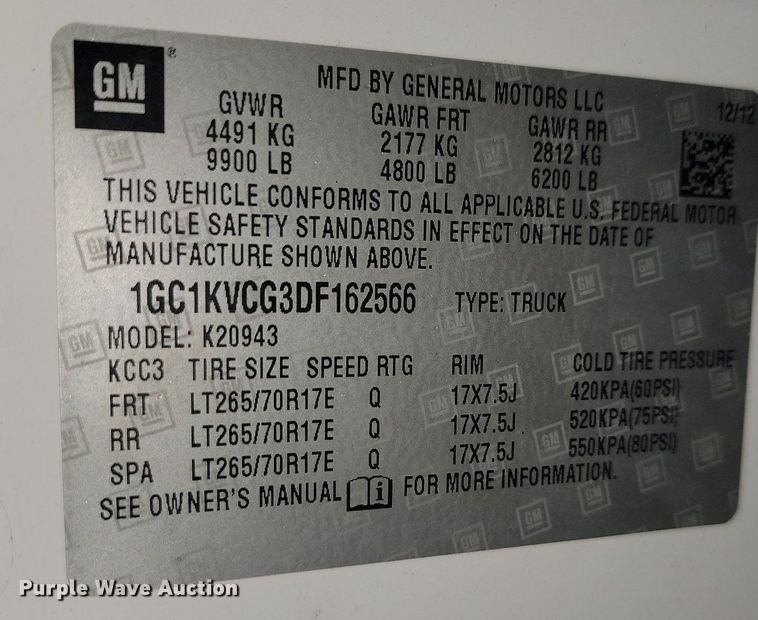 GM ®
MFD BY GENERAL MOTORS LLC
12/12
GVWR GAWR FRT GAWR RR
4491 KG 2177 KG 2812 KG
9900 LB 4800 LB 6200 LB
THIS VEHICLE CONFORMS TO ALL APPLICABLE U.S. FEDERAL MOTOR
VEHICLE SAFETY STANDARDS IN EFFECT ON THE DATE OF
MANUFACTURE SHOWN ABOVE.
1GC1KVCG3DF162566 TYPE: TRUCK
MODEL: K20943
KCC3 TIRE SIZE SPEED RTG RIM COLD TIRE PRESSURE
FRT LT265/70R17E Q 17X7.5J 420KPA(60PSI)
RR LT265/70R17E Q 17X7.5J 520KPA(75PSI)
SPA LT265/70R17E Q 17X7.5J 550KPA(80PSI)
SEE OWNER'S MANUAL i FOR MORE INFORMATION.
Purple Wave Auction